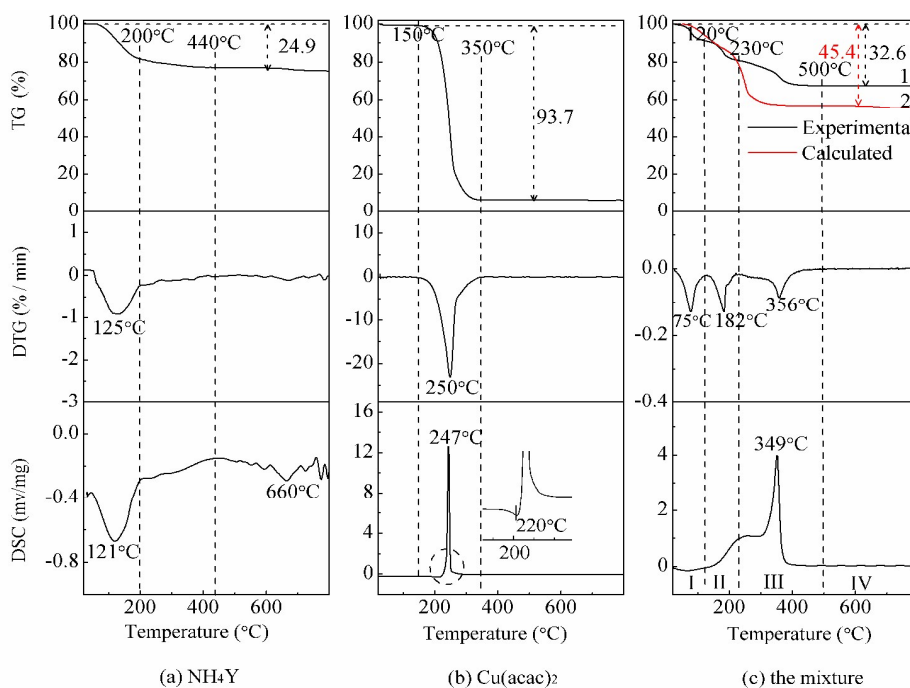 100
80
60
40
20
0
TG (%)
200°C
440°C
24.9
1
0
-1
-2
-3
DTG (% / min)
125°C
0.0
-0.4
-0.8
DSC (mv/mg)
121°C
660°C
200 400 600
Temperature (°C)
(a) NH4Y
100
80
60
40
20
0
150°C
350°C
93.7
0
-10
-20
250°C
16
12
8
4
0
247°C
220°C
200
200 400 600
Temperature (°C)
(b) Cu(acac)2
100
80
60
40
20
0
120°C
230°C
500°C
45.4
32.6
1
2
Experimenta
Calculated
0.0
-0.2
-0.4
75°C
182°C
356°C
4
2
0
349°C
I II III IV
200 400 600
Temperature (°C)
(c) the mixture